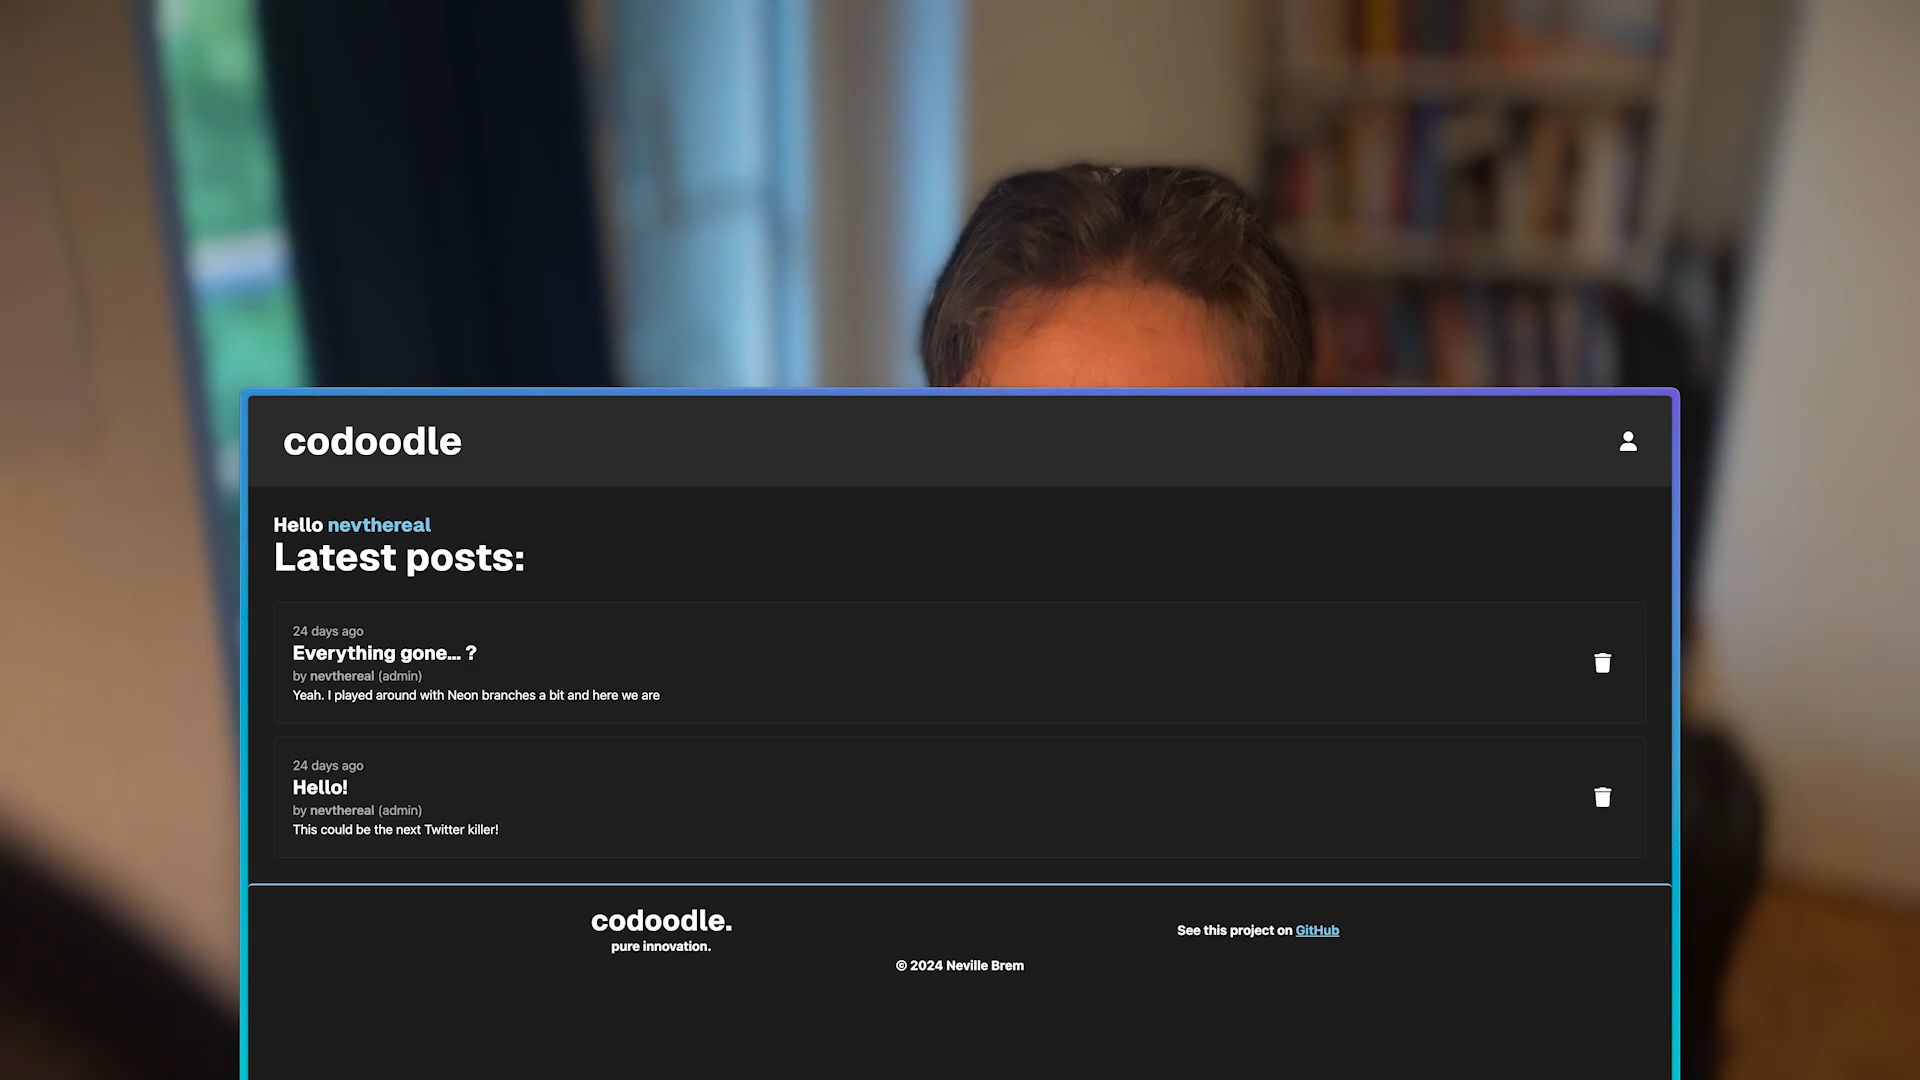 codoodle
Hello nevthereal
Latest posts:
24 days ago
Everything gone... ?
by nevthereal (admin)
Yeah. I played around with Neon branches a bit and here we are
24 days ago
Hello!
by nevthereal (admin)
This could be the next Twitter killer!
codoodle.
pure innovation.
See this project on GitHub
© 2024 Neville Brem